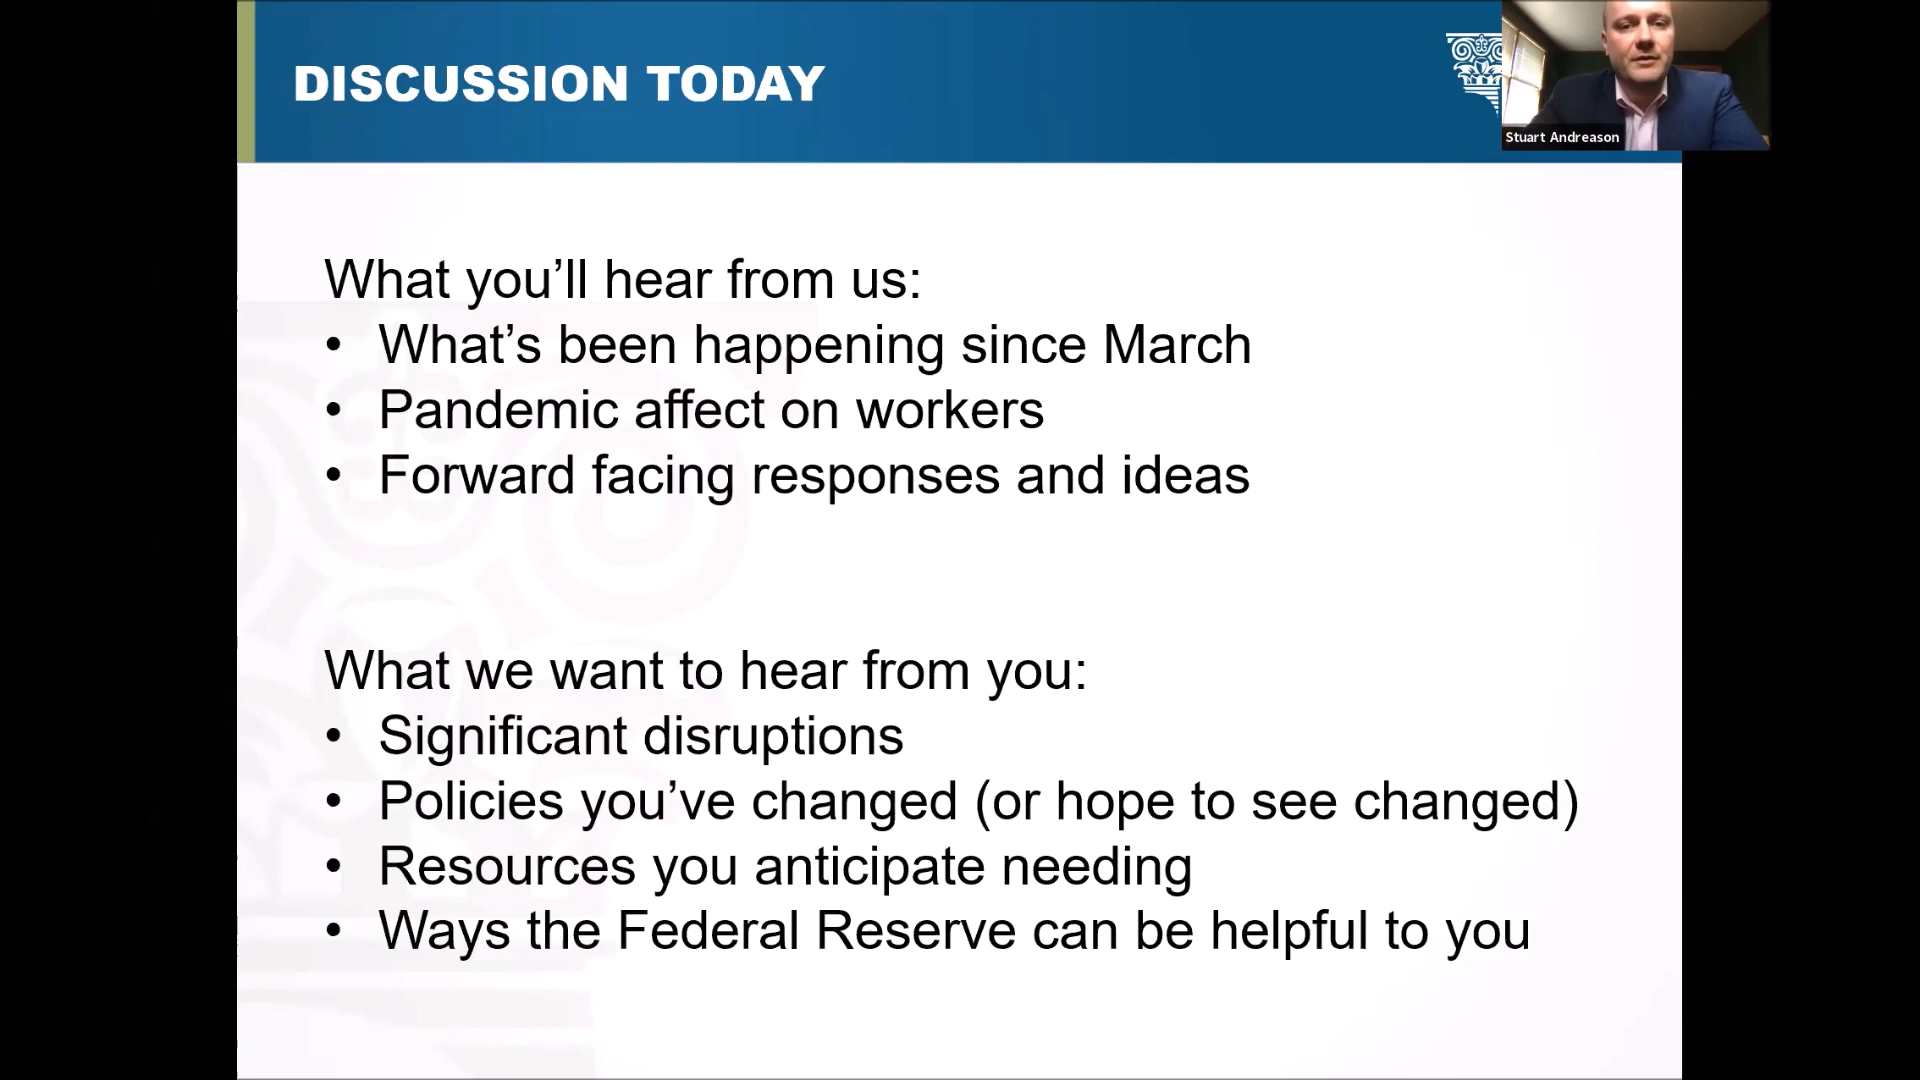 DISCUSSION TODAY
Stuart Andreason
What you’ll hear from us:
• What’s been happening since March
• Pandemic affect on workers
• Forward facing responses and ideas
What we want to hear from you:
• Significant disruptions
• Policies you’ve changed (or hope to see changed)
• Resources you anticipate needing
• Ways the Federal Reserve can be helpful to you